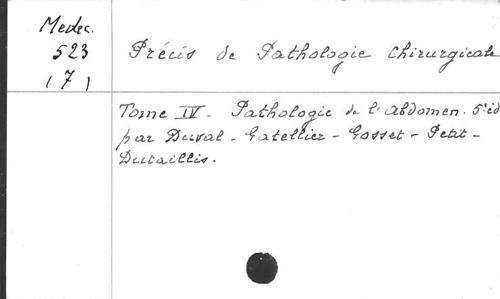 Medec.
523
(7)
Précis de Pathologie Chirurgicale
Tome IV - Pathologie de l'Abdomen. 5e éd
par Duval - Gatellier - Gosset - Petit -
Dutaillis.